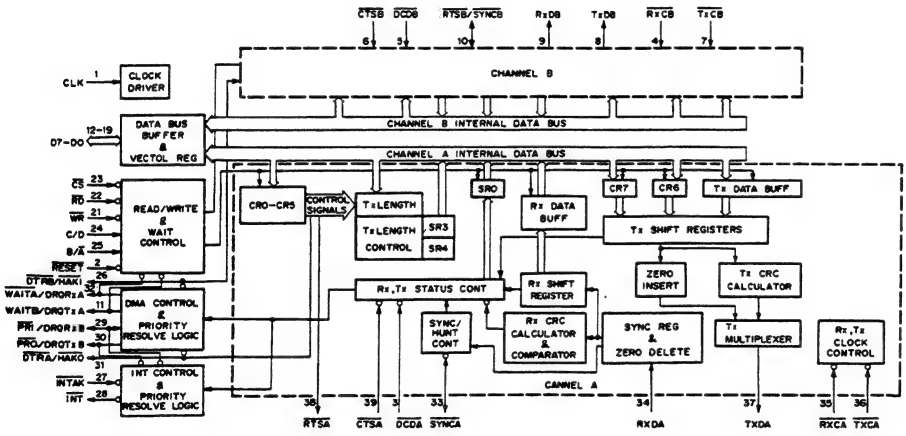 CTSB DCDB RTSB/SYNCB RxDB TxDB RxCB TxCB
6 5 10 9 8 4 7
CHANNEL B
CLK 1
CLOCK
DRIVER
12-19
D7-D0
DATA BUS
BUFFER
&
VECTOL REG
CHANNEL B INTERNAL DATA BUS
CHANNEL A INTERNAL DATA BUS
CS 23
RD 22
WR 21
C/D 24
B/A 25
RESET 2
READ/WRITE
&
WAIT
CONTROL
CR0-CR5
CONTROL
SIGNALS
TxLENGTH
TxLENGTH
CONTROL
SR3
SR4
SR0
Rx DATA
BUFF
CR7
CR6
Tx DATA BUFF
Tx SHIFT REGISTERS
DTRB/HAKI 26
WAITA/DRQRxA
WAITB/DRQTxA 11
PRI/DRQRxB 29
PRO/DRQTxB 30
DTRA/HAKO
31
DMA CONTROL
&
PRIORITY
RESOLVE LOGIC
INTAK 27
INT 28
INT CONTROL
&
PRIORITY
RESOLVE LOGIC
Rx,Tx STATUS CONT
Rx SHIFT
REGISTER
ZERO
INSERT
Tx CRC
CALCULATOR
SYNC/
HUNT
CONT
Rx CRC
CALCULATOR
&
COMPARATOR
SYNC REG
&
ZERO DELETE
Tx
MULTIPLEXER
Rx,Tx
CLOCK
CONTROL
CANNEL A
38 39 3 33 34 37 35 36
RTSA CTSA DCDA SYNCA RXDA TXDA RXCA TXCA